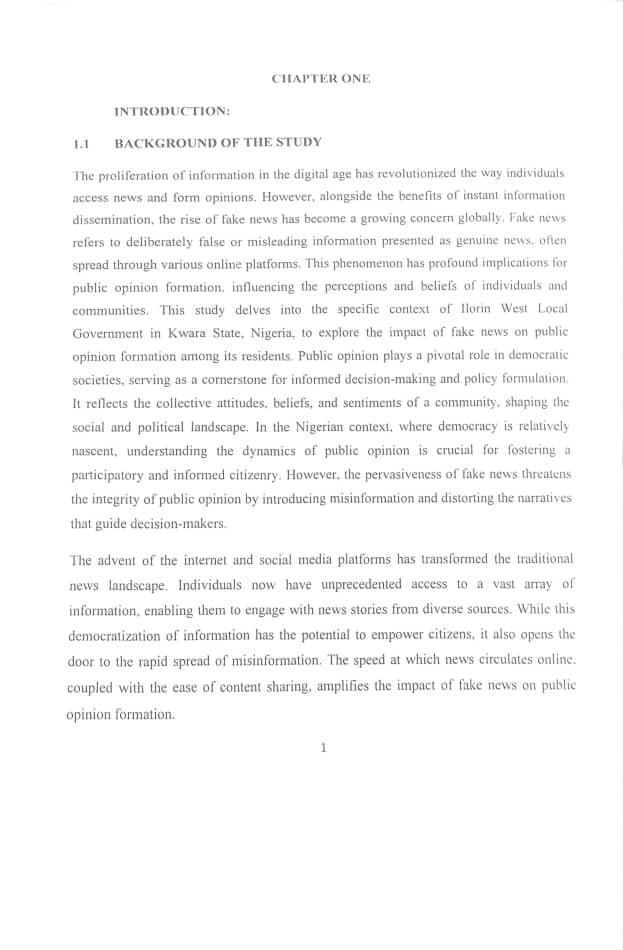 CHAPTER ONE
INTRODUCTION:
1.1 BACKGROUND OF THE STUDY
The proliferation of information in the digital age has revolutionized the way individuals
access news and form opinions. However, alongside the benefits of instant information
dissemination, the rise of fake news has become a growing concern globally. Fake news
refers to deliberately false or misleading information presented as genuine news, often
spread through various online platforms. This phenomenon has profound implications for
public opinion formation, influencing the perceptions and beliefs of individuals and
communities. This study delves into the specific context of Ilorin West Local
Government in Kwara State, Nigeria, to explore the impact of fake news on public
opinion formation among its residents. Public opinion plays a pivotal role in democratic
societies, serving as a cornerstone for informed decision-making and policy formulation.
It reflects the collective attitudes, beliefs, and sentiments of a community, shaping the
social and political landscape. In the Nigerian context, where democracy is relatively
nascent, understanding the dynamics of public opinion is crucial for fostering a
participatory and informed citizenry. However, the pervasiveness of fake news threatens
the integrity of public opinion by introducing misinformation and distorting the narratives
that guide decision-makers.
The advent of the internet and social media platforms has transformed the traditional
news landscape. Individuals now have unprecedented access to a vast array of
information, enabling them to engage with news stories from diverse sources. While this
democratization of information has the potential to empower citizens, it also opens the
door to the rapid spread of misinformation. The speed at which news circulates online,
coupled with the ease of content sharing, amplifies the impact of fake news on public
opinion formation.
1